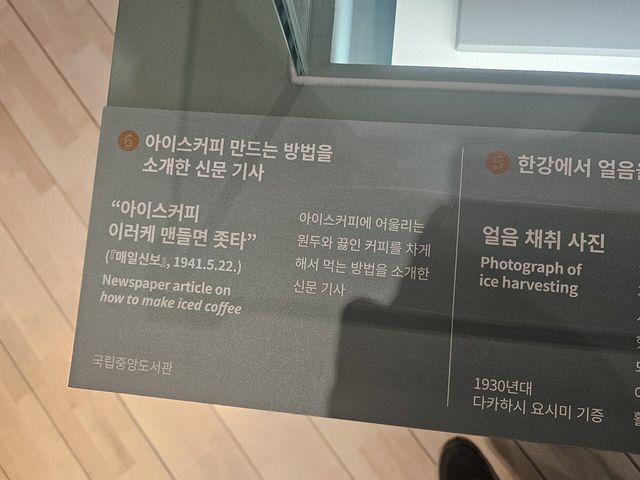 6 아이스커피 만드는 방법을
소개한 신문 기사
“아이스커피
이러케 맨들면 좃타”
(『매일신보』, 1941.5.22.)
Newspaper article on
how to make iced coffee
아이스커피에 어울리는
원두와 끓인 커피를 차게
해서 먹는 방법을 소개한
신문 기사
국립중앙도서관
5 한강에서 얼음을
얼음 채취 사진
Photograph of
ice harvesting
1930년대
다카하시 요시미 기증